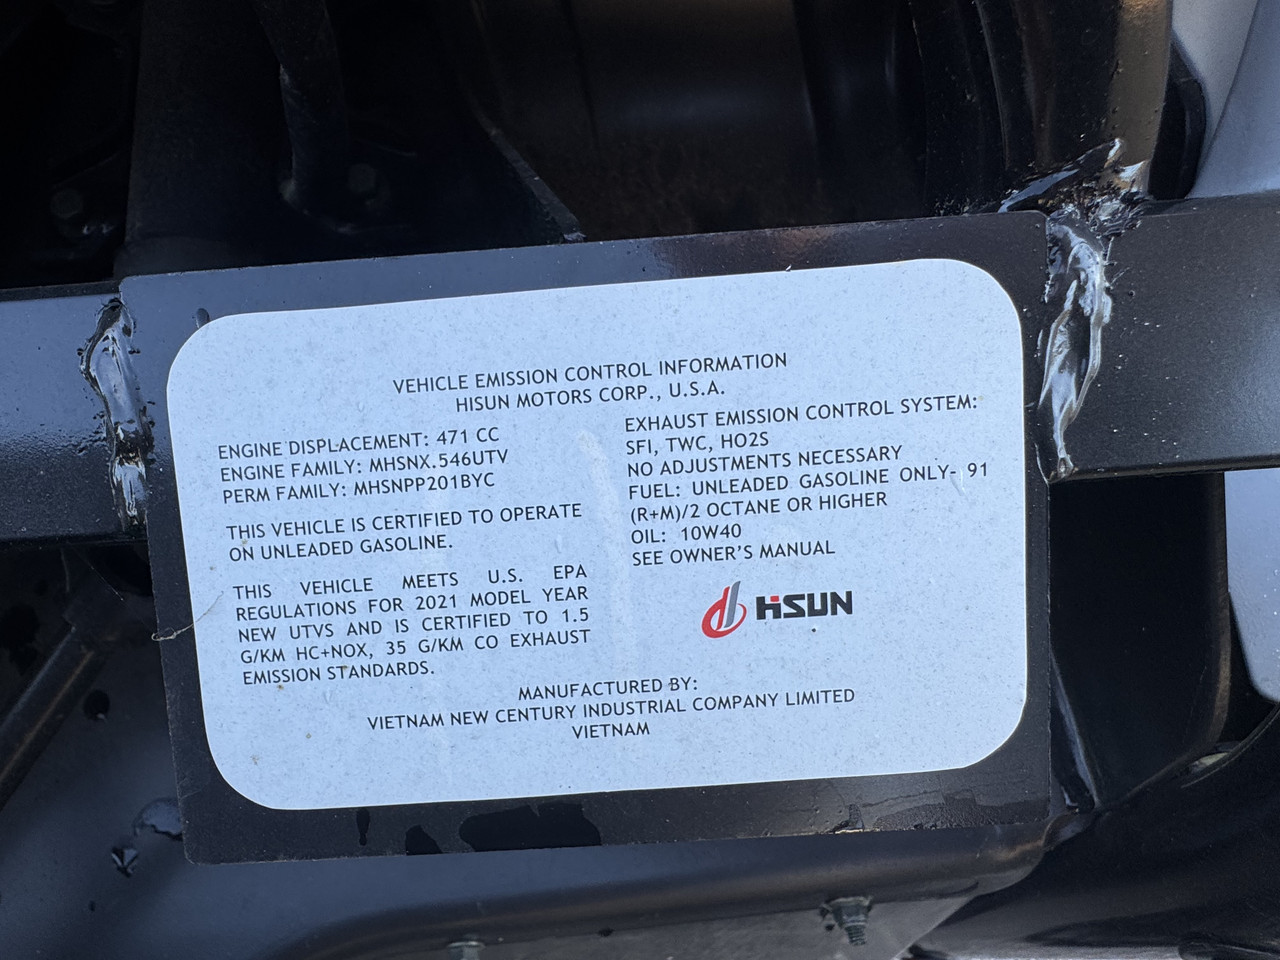 VEHICLE EMISSION CONTROL INFORMATION
HISUN MOTORS CORP., U.S.A.
ENGINE DISPLACEMENT: 471 CC
ENGINE FAMILY: MHSNX.546UTV
PERM FAMILY: MHSNPP201BYC
THIS VEHICLE IS CERTIFIED TO OPERATE
ON UNLEADED GASOLINE.
THIS VEHICLE MEETS U.S. EPA
REGULATIONS FOR 2021 MODEL YEAR
NEW UTVS AND IS CERTIFIED TO 1.5
G/KM HC+NOX, 35 G/KM CO EXHAUST
EMISSION STANDARDS.
EXHAUST EMISSION CONTROL SYSTEM:
SFI, TWC, HO2S
NO ADJUSTMENTS NECESSARY
FUEL: UNLEADED GASOLINE ONLY- 91
(R+M)/2 OCTANE OR HIGHER
OIL: 10W40
SEE OWNER'S MANUAL
HISUN
MANUFACTURED BY:
VIETNAM NEW CENTURY INDUSTRIAL COMPANY LIMITED
VIETNAM